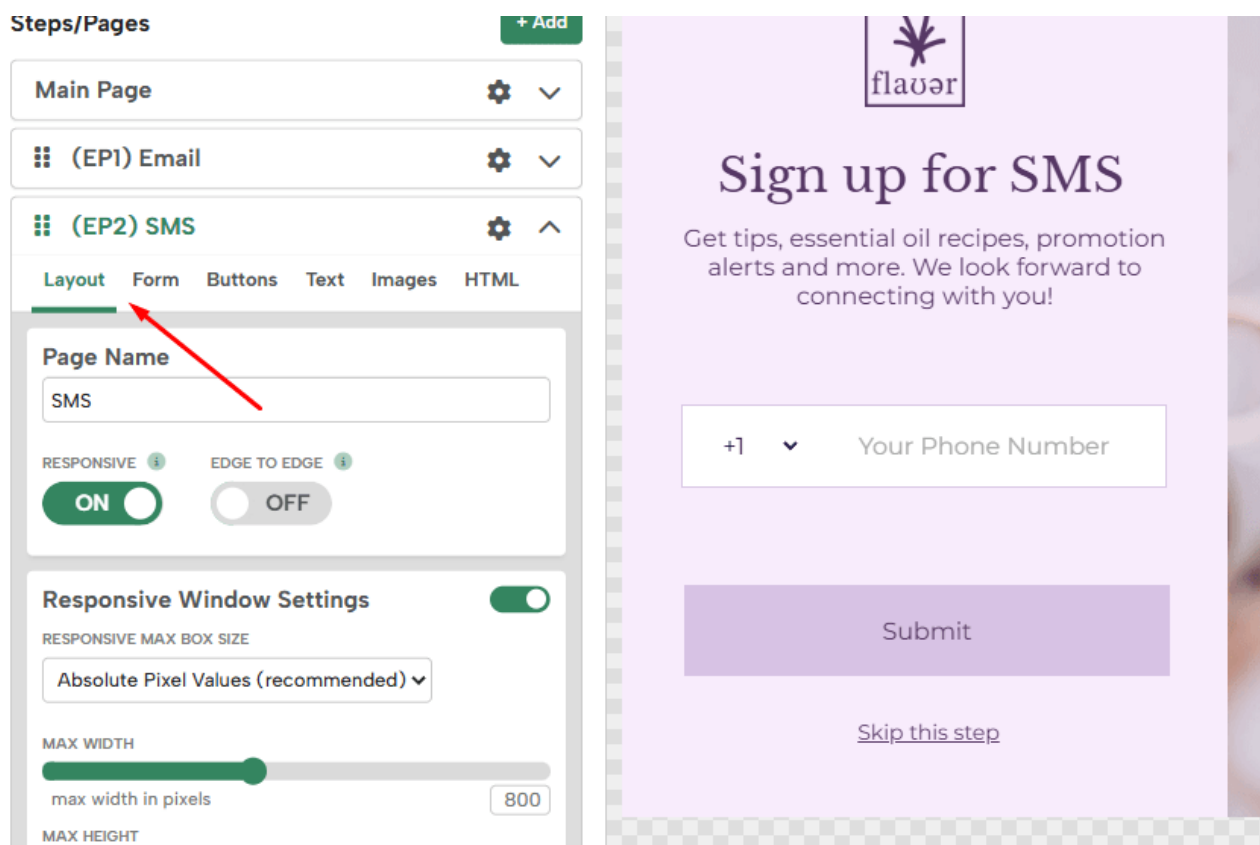 Steps/Pages
+ Add
Main Page
(EP1) Email
(EP2) SMS
Layout Form Buttons Text Images HTML
Page Name
SMS
RESPONSIVE i EDGE TO EDGE i
ON OFF
Responsive Window Settings
RESPONSIVE MAX BOX SIZE
Absolute Pixel Values (recommended)
MAX WIDTH
max width in pixels 800
MAX HEIGHT
flaʊər
Sign up for SMS
Get tips, essential oil recipes, promotion
alerts and more. We look forward to
connecting with you!
+1 Your Phone Number
Submit
Skip this step